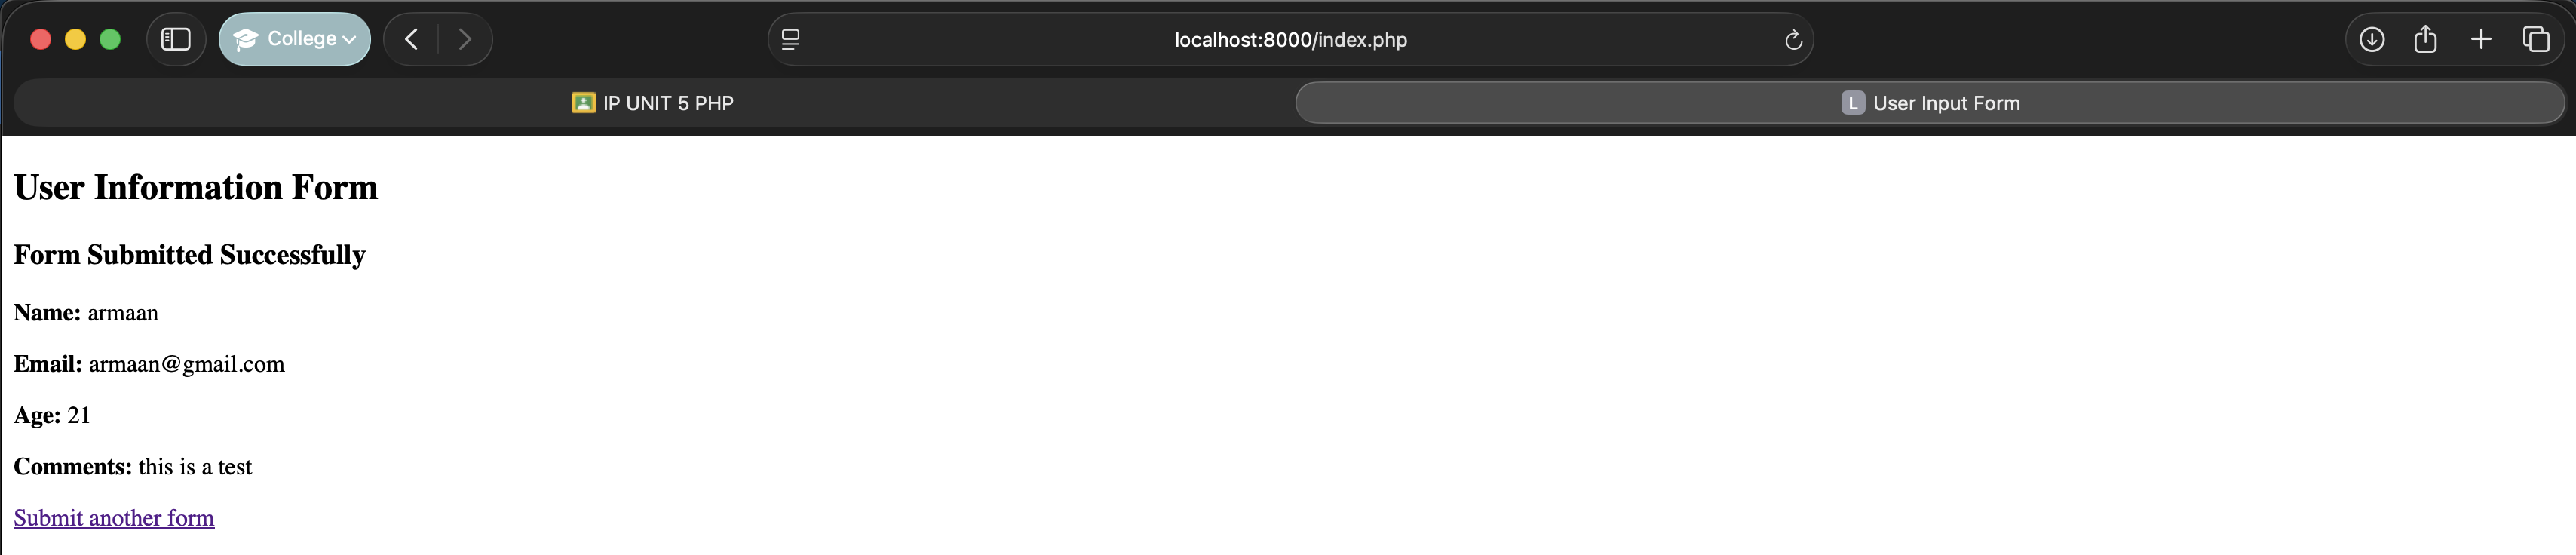 College
localhost:8000/index.php
IP UNIT 5 PHP
L User Input Form
User Information Form
Form Submitted Successfully
Name: armaan
Email: armaan@gmail.com
Age: 21
Comments: this is a test
Submit another form